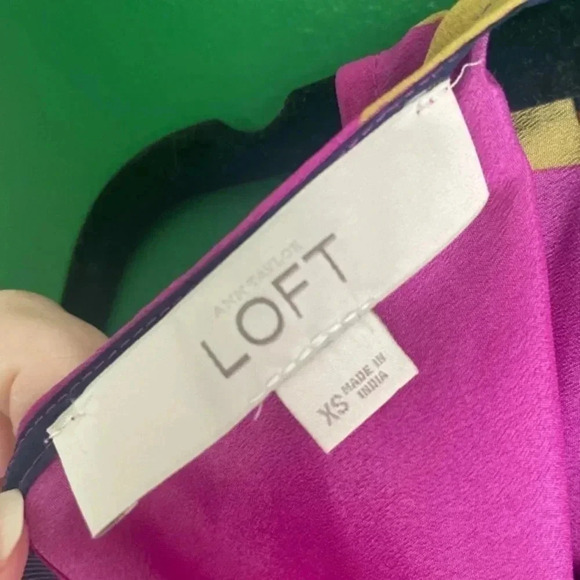 ANN TAYLOR
LOFT
XS
MADE IN
INDIA